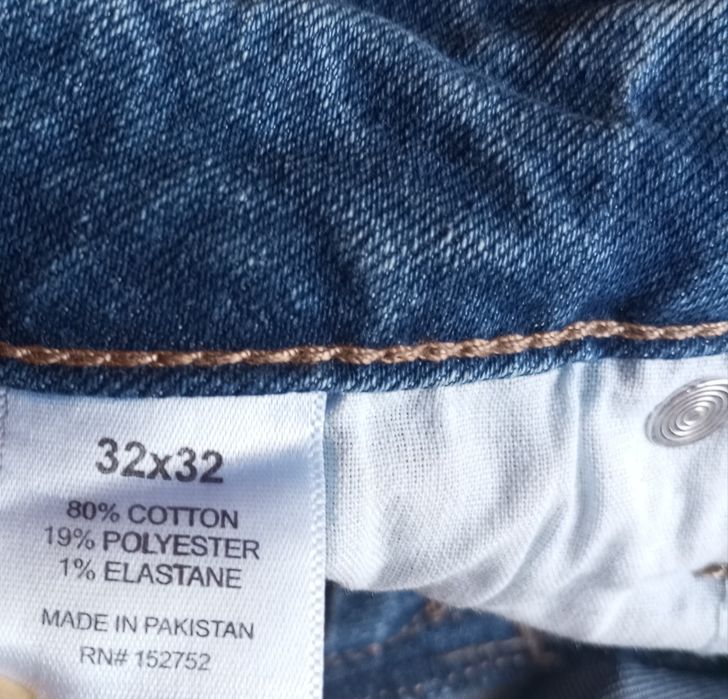 32x32
80% COTTON
19% POLYESTER
1% ELASTANE
MADE IN PAKISTAN
RN# 152752